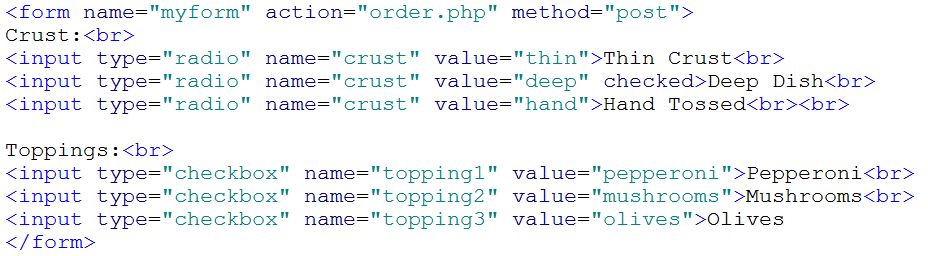 <form name="myform" action="order.php" method="post">
Crust:<br>
<input type="radio" name="crust" value="thin">Thin Crust<br>
<input type="radio" name="crust" value="deep" checked>Deep Dish<br>
<input type="radio" name="crust" value="hand">Hand Tossed<br><br>

Toppings:<br>
<input type="checkbox" name="topping1" value="pepperoni">Pepperoni<br>
<input type="checkbox" name="topping2" value="mushrooms">Mushrooms<br>
<input type="checkbox" name="topping3" value="olives">Olives
</form>